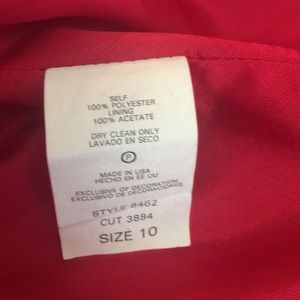 SELF
100% POLYESTER
LINING
100% ACETATE
DRY CLEAN ONLY
LAVADO EN SECO
P
MADE IN USA
HECHO EN EE UU
EXCLUSIVE OF DECORATION
EXCLUSIVO DE DECORACIONES
STYLE 8462
CUT 3884
SIZE 10